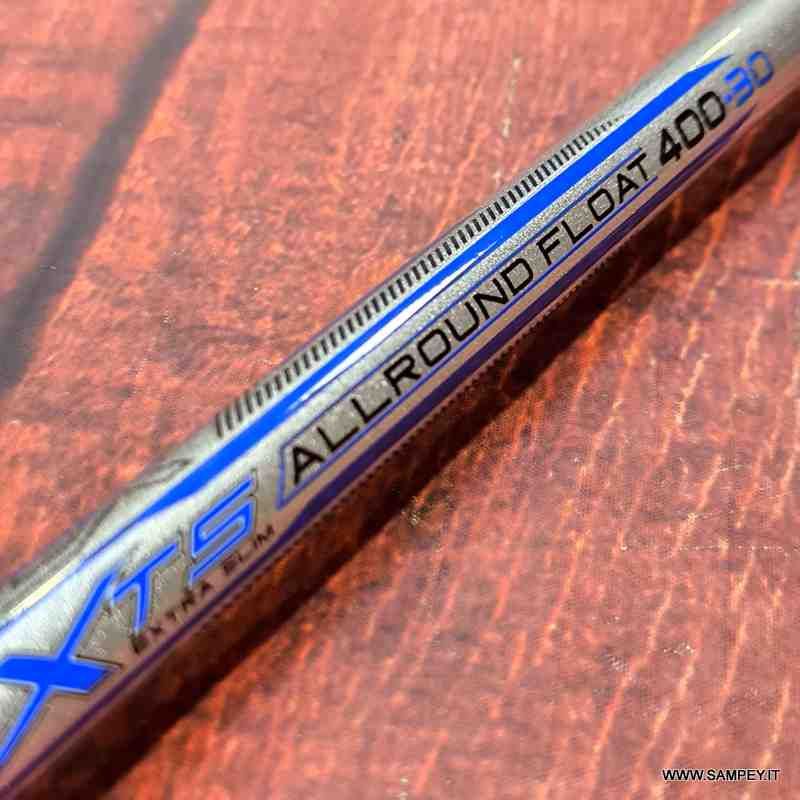 XTS
EXTRA SLIM
ALLROUND FLOAT 400-30
WWW.SAMPEY.IT